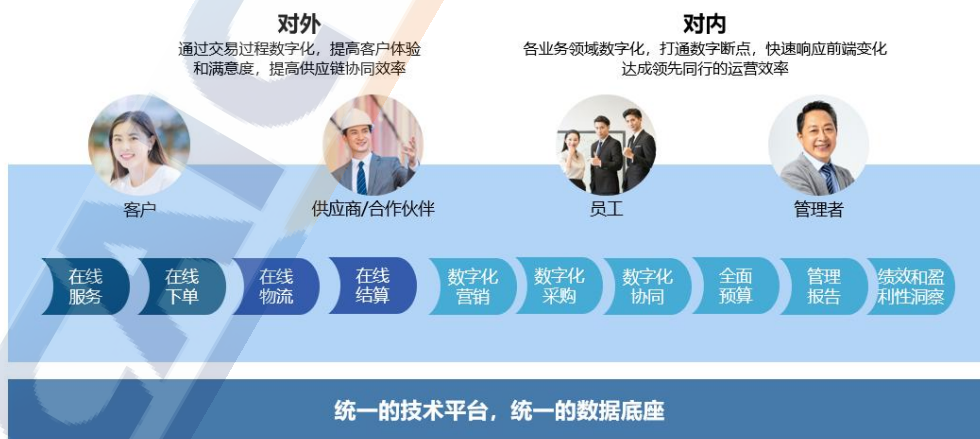 对外
通过交易过程数字化，提高客户体验
和满意度，提高供应链协同效率
对内
各业务领域数字化，打通数字断点，快速响应前端变化
达成领先同行的运营效率
客户
供应商/合作伙伴
员工
管理者
在线
服务
在线
下单
在线
物流
在线
结算
数字化
营销
数字化
采购
数字化
协同
全面
预算
管理
报告
绩效和盈
利性洞察
统一的技术平台，统一的数据底座